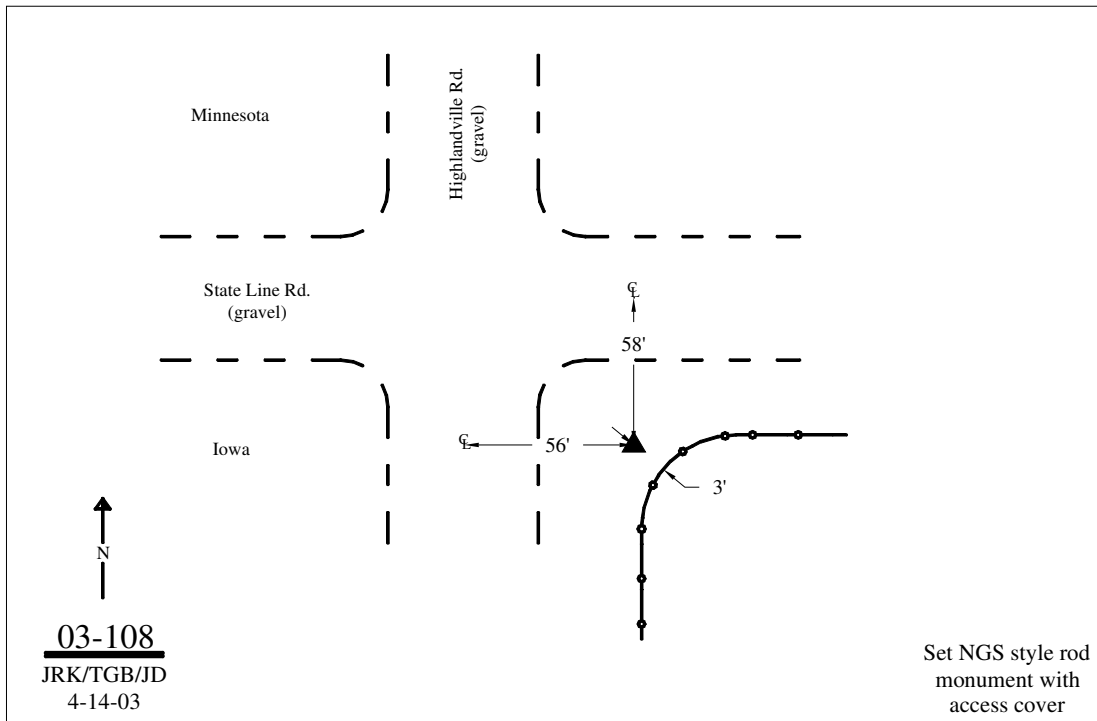 Minnesota
Highlandville Rd.
(gravel)
State Line Rd.
(gravel)
℄
58'
Iowa
℄
56'
3'
N
03-108
JRK/TGB/JD
4-14-03
Set NGS style rod
monument with
access cover